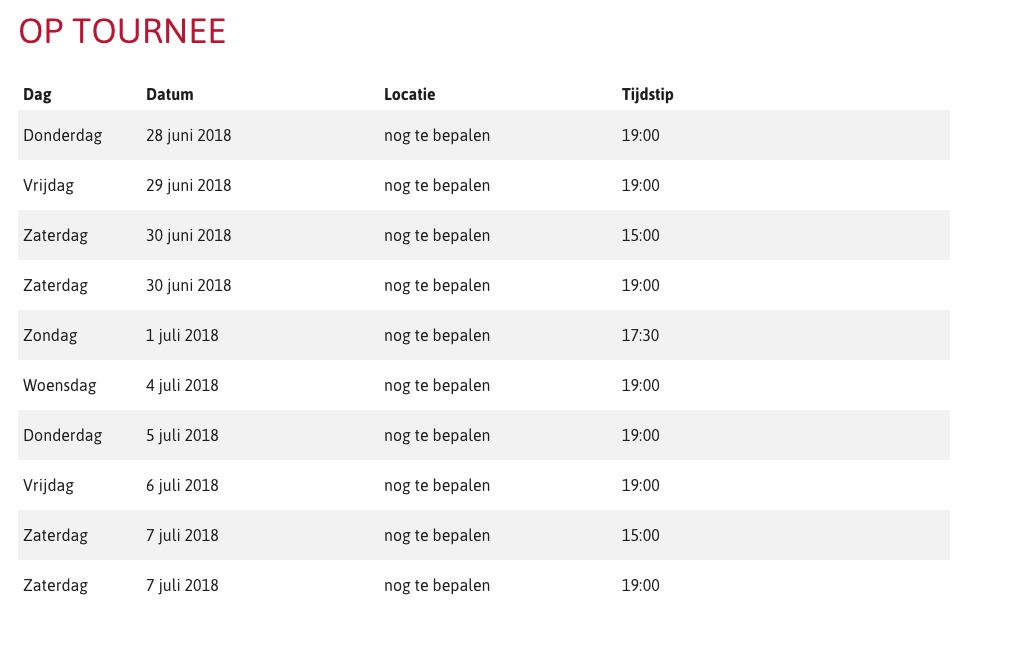 OP TOURNEE
Dag Datum Locatie Tijdstip
Donderdag 28 juni 2018 nog te bepalen 19:00
Vrijdag 29 juni 2018 nog te bepalen 19:00
Zaterdag 30 juni 2018 nog te bepalen 15:00
Zaterdag 30 juni 2018 nog te bepalen 19:00
Zondag 1 juli 2018 nog te bepalen 17:30
Woensdag 4 juli 2018 nog te bepalen 19:00
Donderdag 5 juli 2018 nog te bepalen 19:00
Vrijdag 6 juli 2018 nog te bepalen 19:00
Zaterdag 7 juli 2018 nog te bepalen 15:00
Zaterdag 7 juli 2018 nog te bepalen 19:00